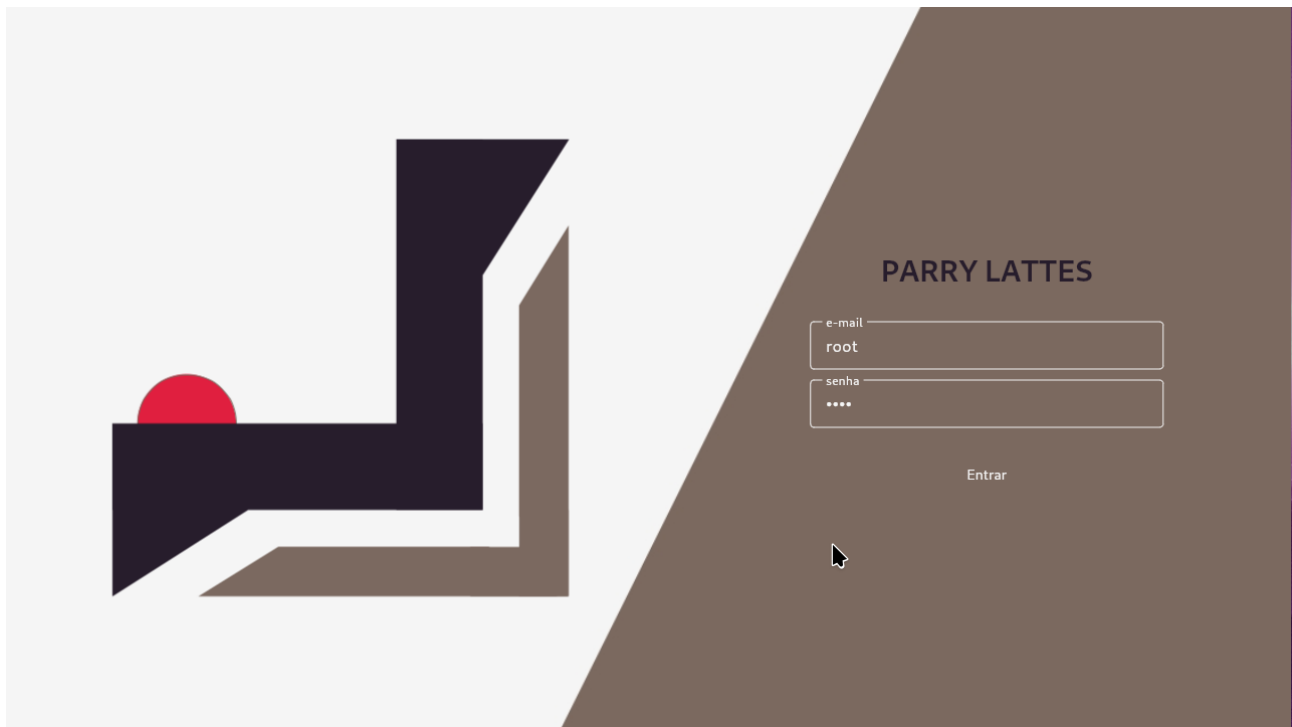 PARRY LATTES
e-mail
root
senha
••••
Entrar